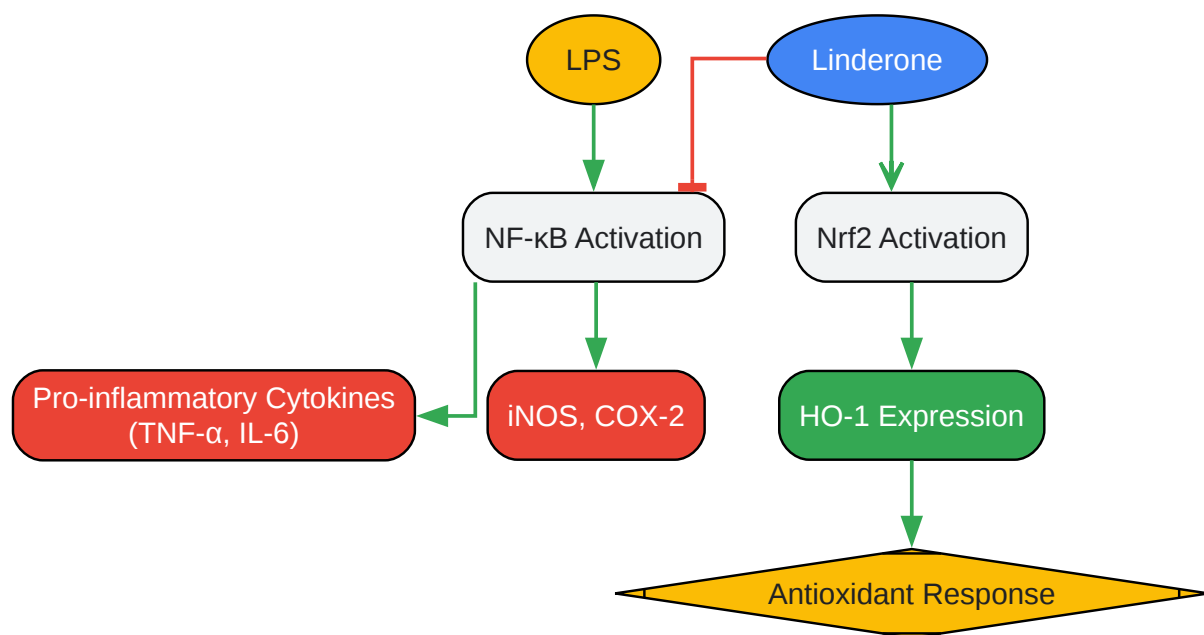 LPS
Linderone
NF-κB Activation
Nrf2 Activation
Pro-inflammatory Cytokines
(TNF-α, IL-6)
iNOS, COX-2
HO-1 Expression
Antioxidant Response